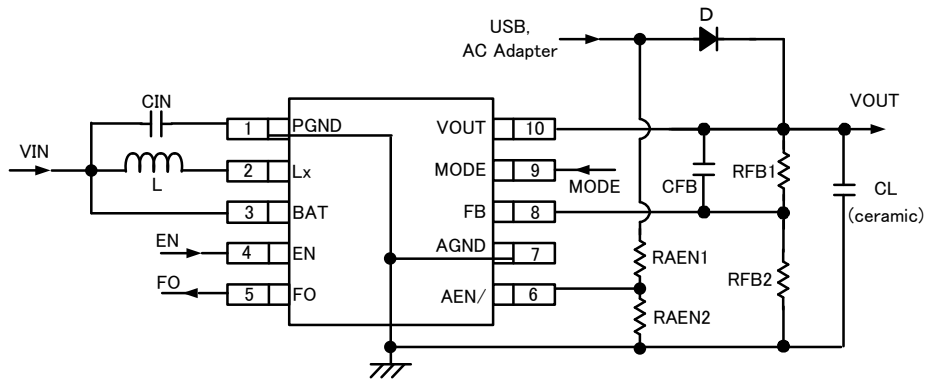 USB,
AC Adapter
D
CIN
VIN
L
1 PGND
2 Lx
3 BAT
EN
4 EN
FO
5 FO
VOUT 10
MODE 9
MODE
FB 8
AGND 7
AEN/ 6
CFB
RFB1
VOUT
CL
(ceramic)
RAEN1
RFB2
RAEN2